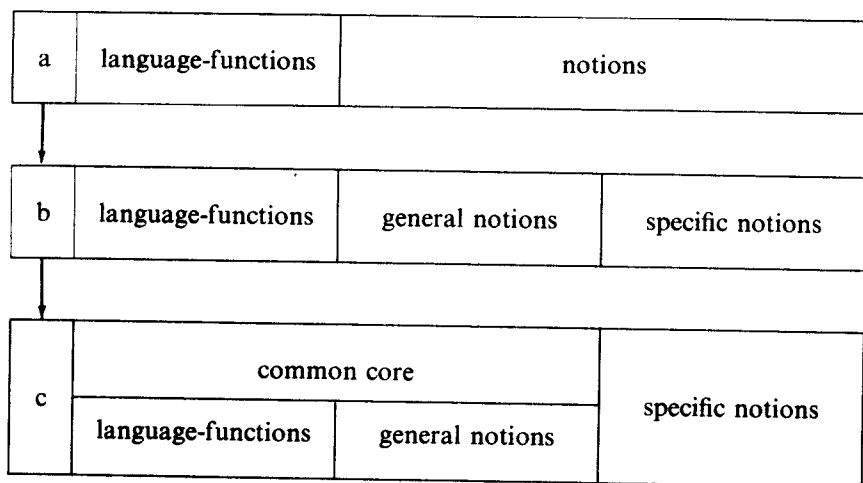 a language-functions notions
b language-functions general notions specific notions
common core
c specific notions
language-functions general notions